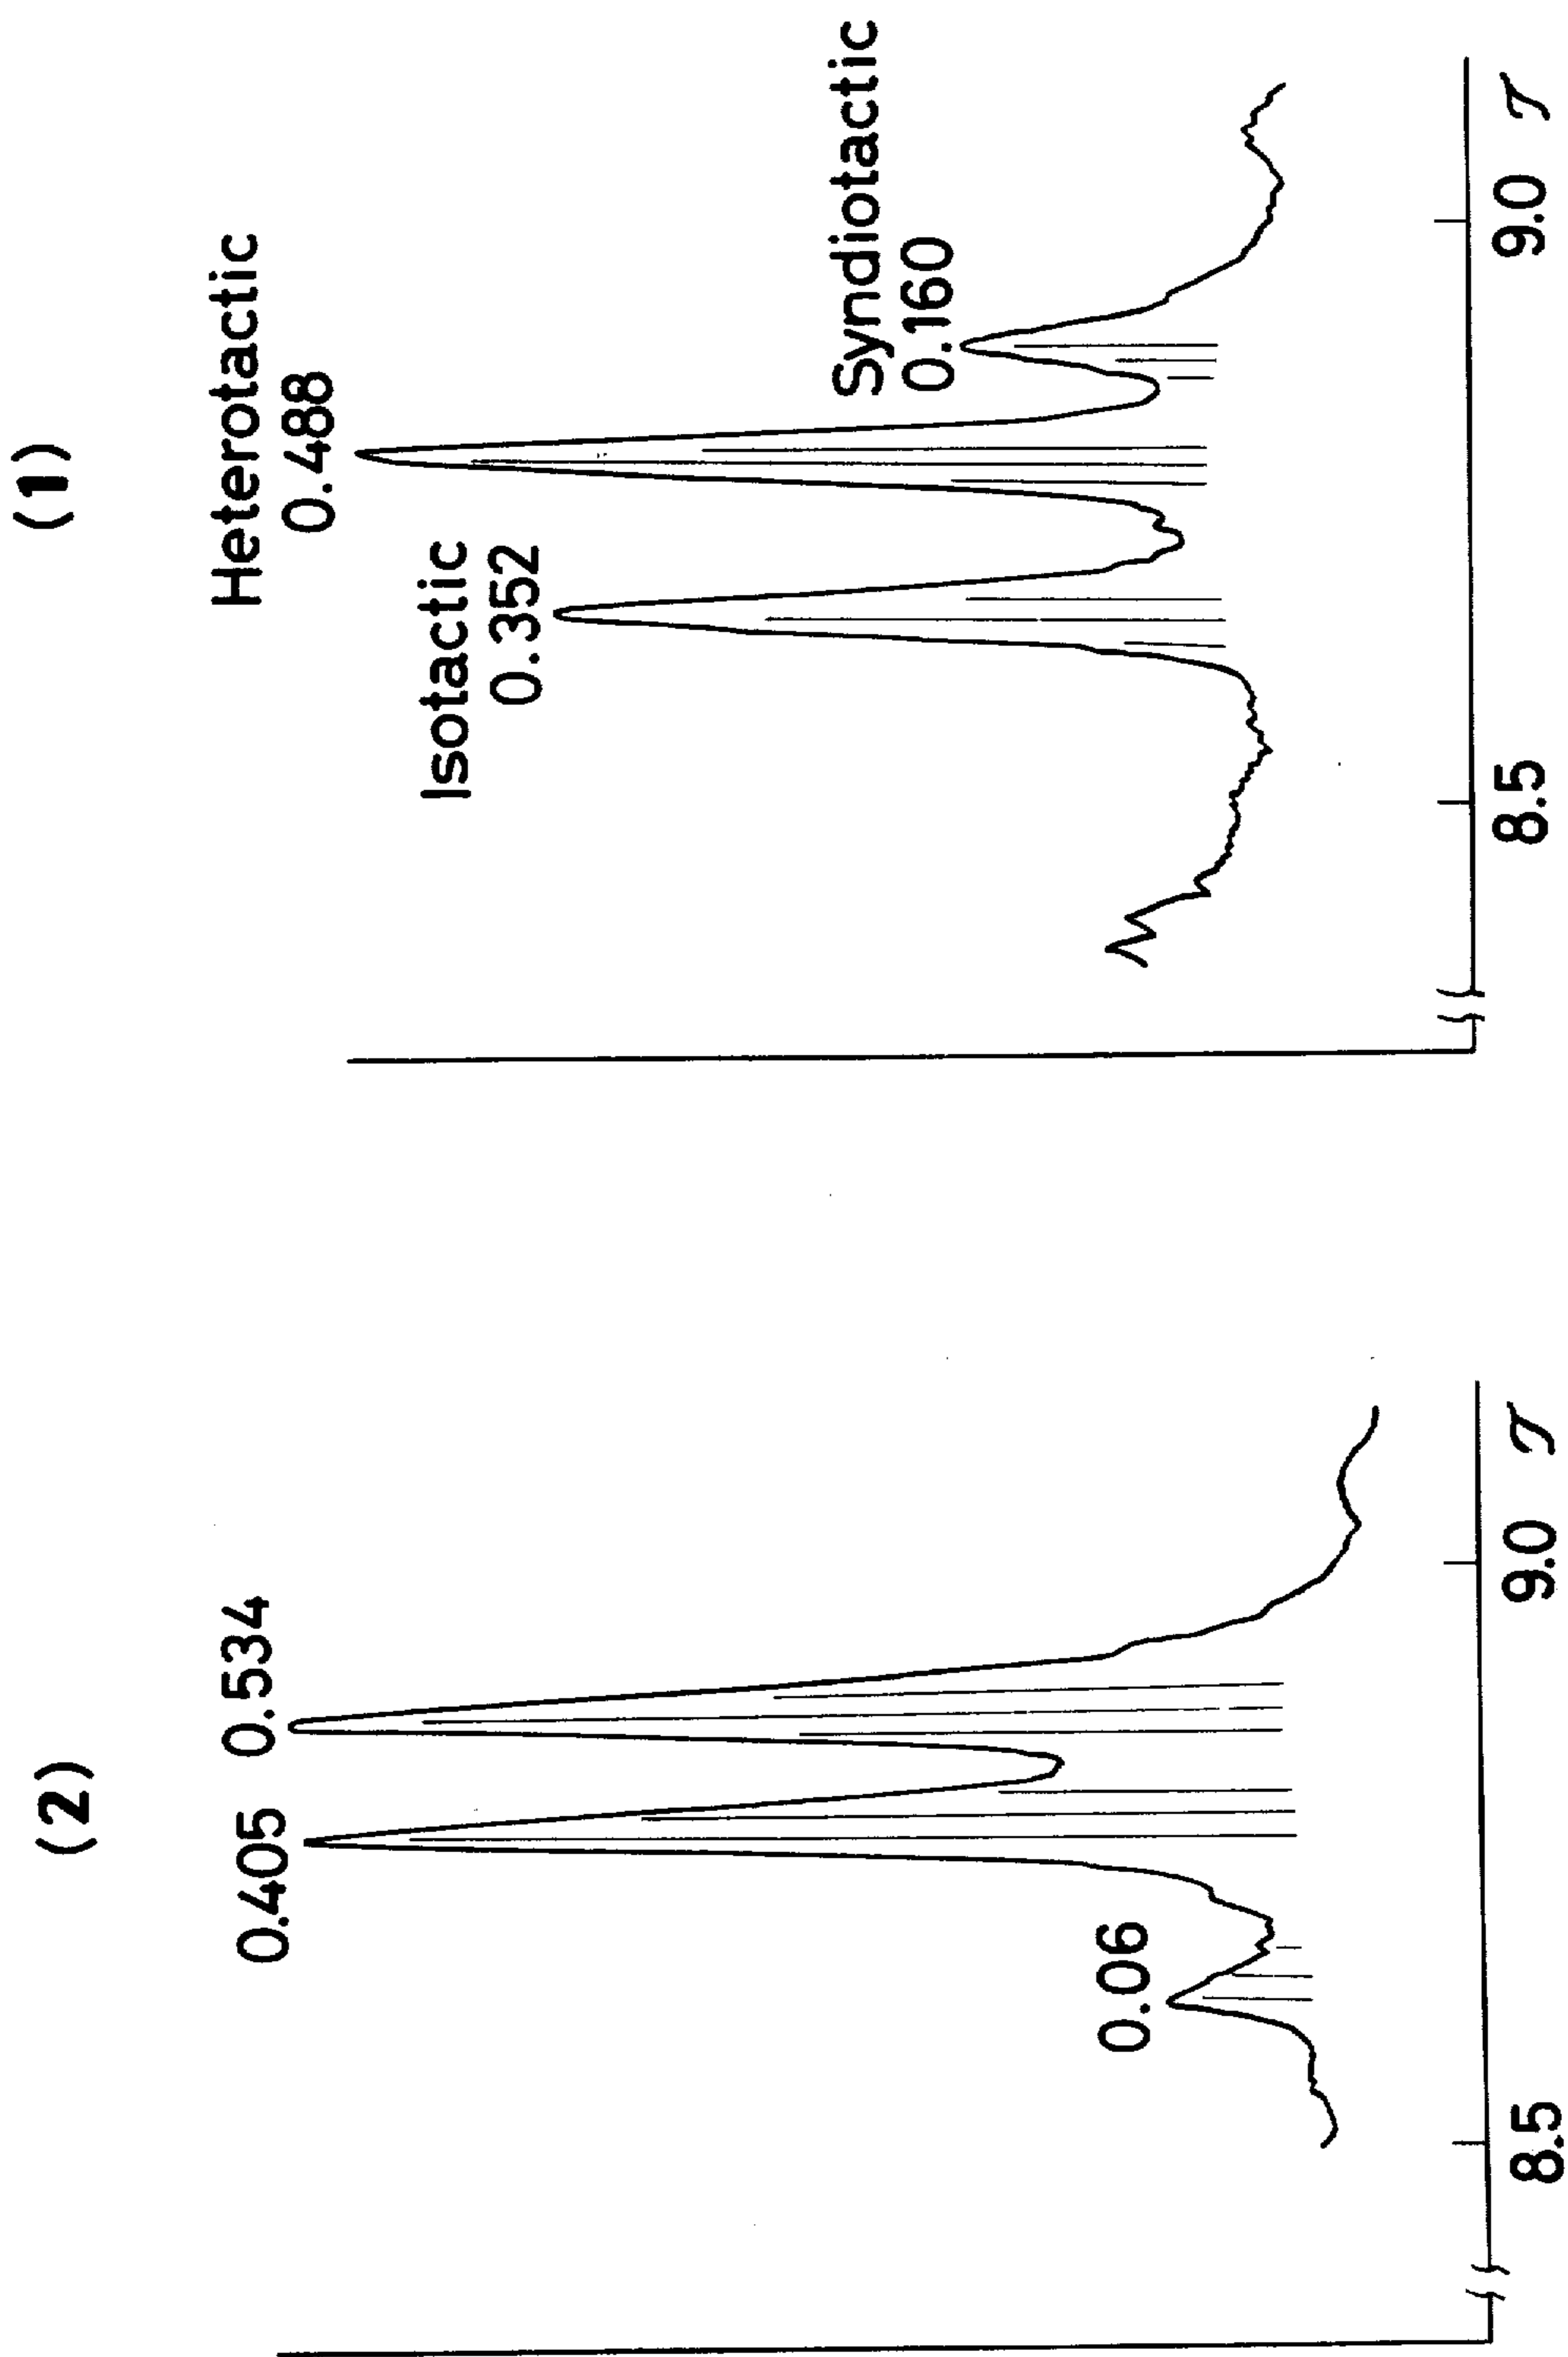 (1)
Heterotactic
0.488
Isotactic
0.352
Syndiotactic
0.160
8.5
9.0
τ
(2)
0.405
0.534
0.06
8.5
9.0
τ